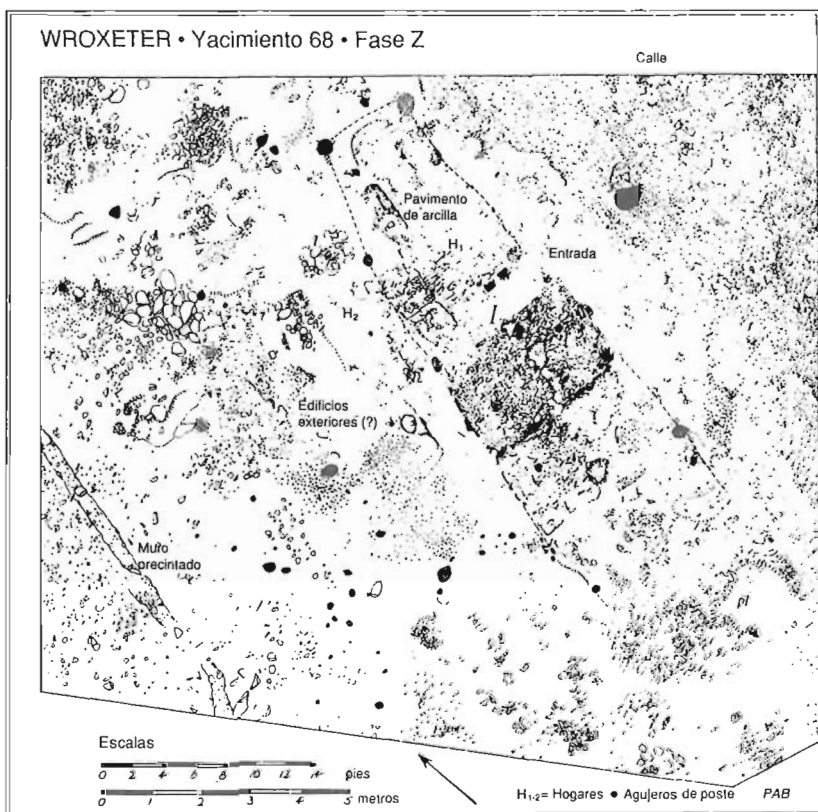 WROXETER • Yacimiento 68 • Fase Z
Calle
Pavimento
de arcilla
H₁
Entrada
H₂
Edificios
exteriores (?)
Muro
precintado
Escalas
0 2 4 6 8 10 12 14 pies
0 1 2 3 4 5 metros
H₁₋₂= Hogares • Agujeros de poste PAB